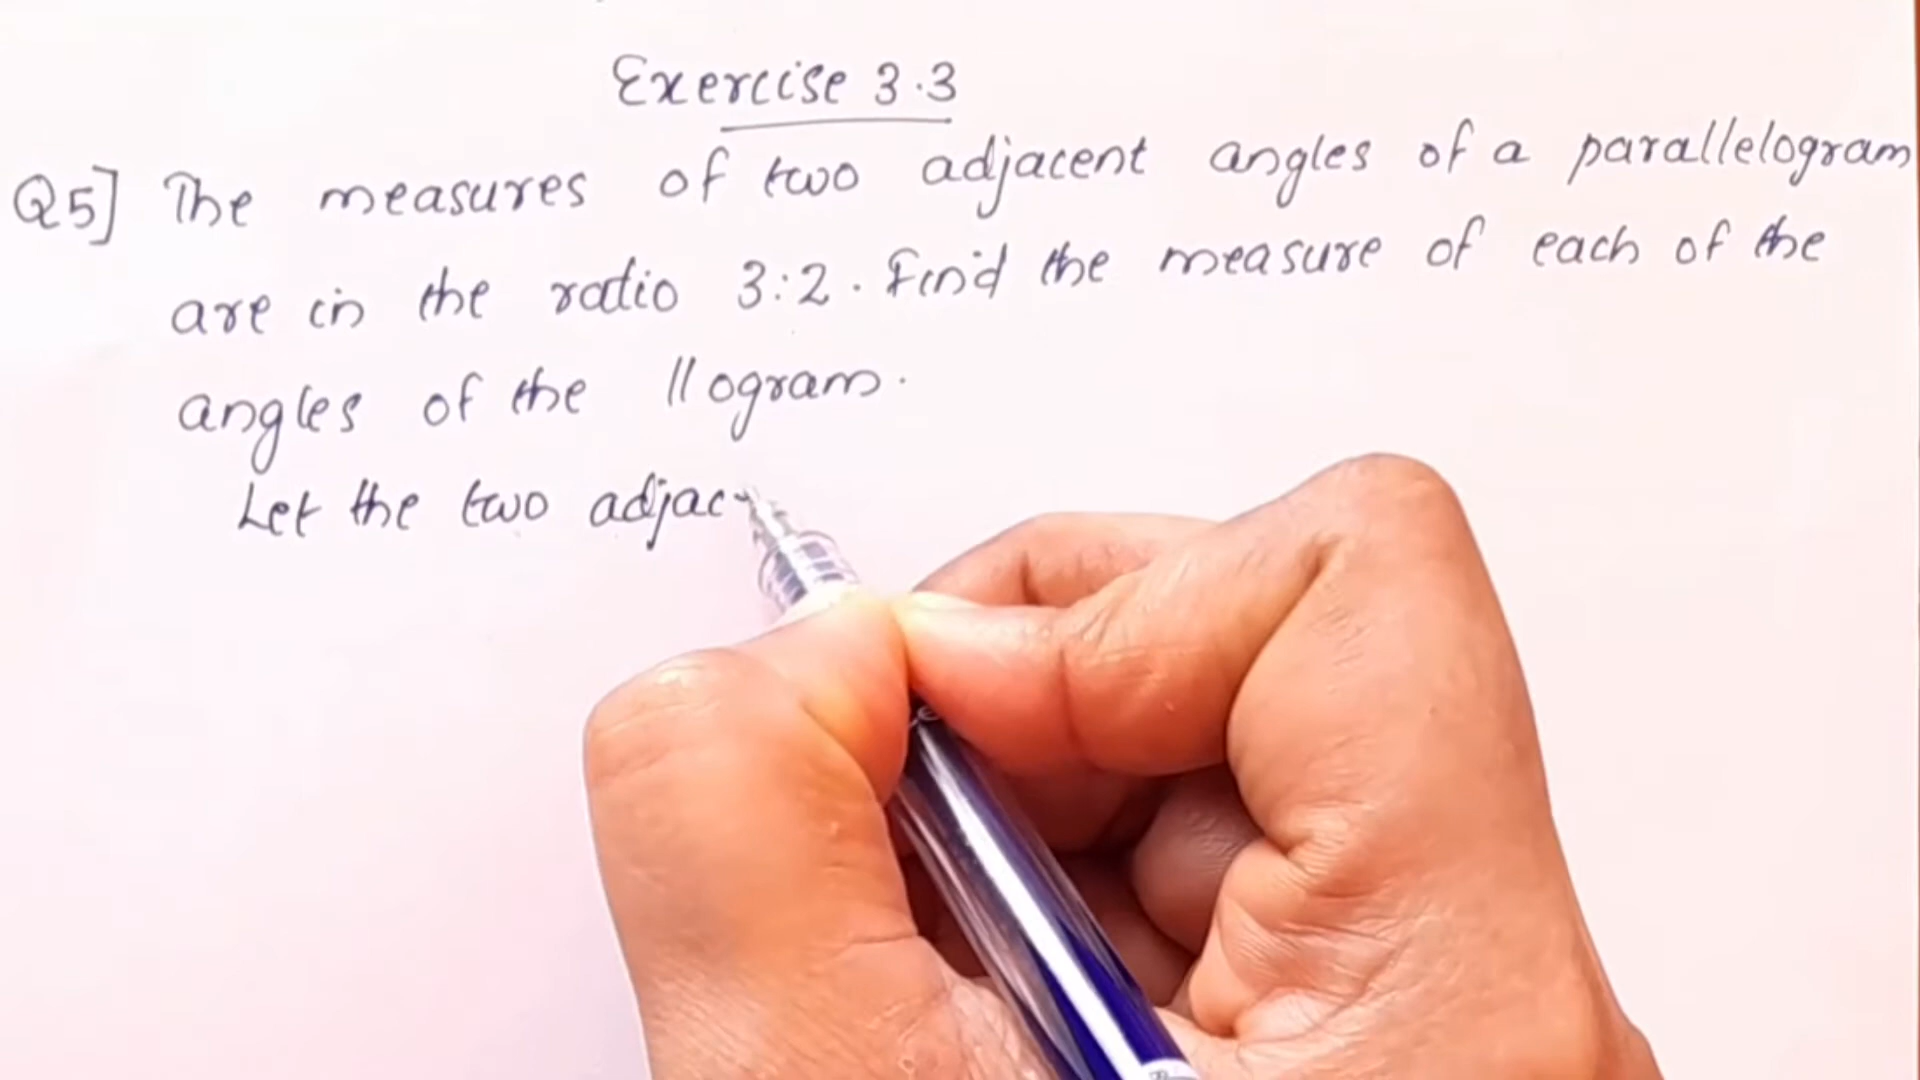 Exercise 3.3
Q5] The measures of two adjacent angles of a parallelogram
are in the ratio 3:2. Find the measure of each of the
angles of the llogram.
Let the two adjac